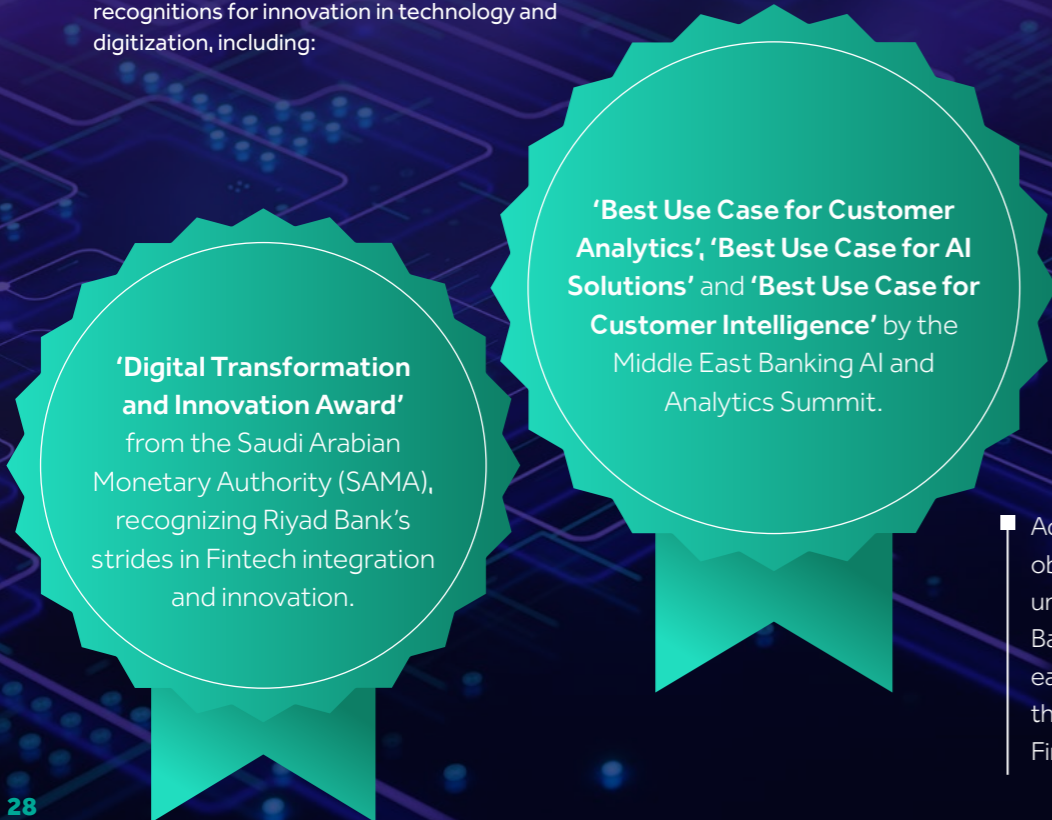 recognitions for innovation in technology and
digitization, including:
‘Digital Transformation
and Innovation Award’
from the Saudi Arabian
Monetary Authority (SAMA),
recognizing Riyad Bank’s
strides in Fintech integration
and innovation.
‘Best Use Case for Customer
Analytics’, ‘Best Use Case for AI
Solutions’ and ‘Best Use Case for
Customer Intelligence’ by the
Middle East Banking AI and
Analytics Summit.
28